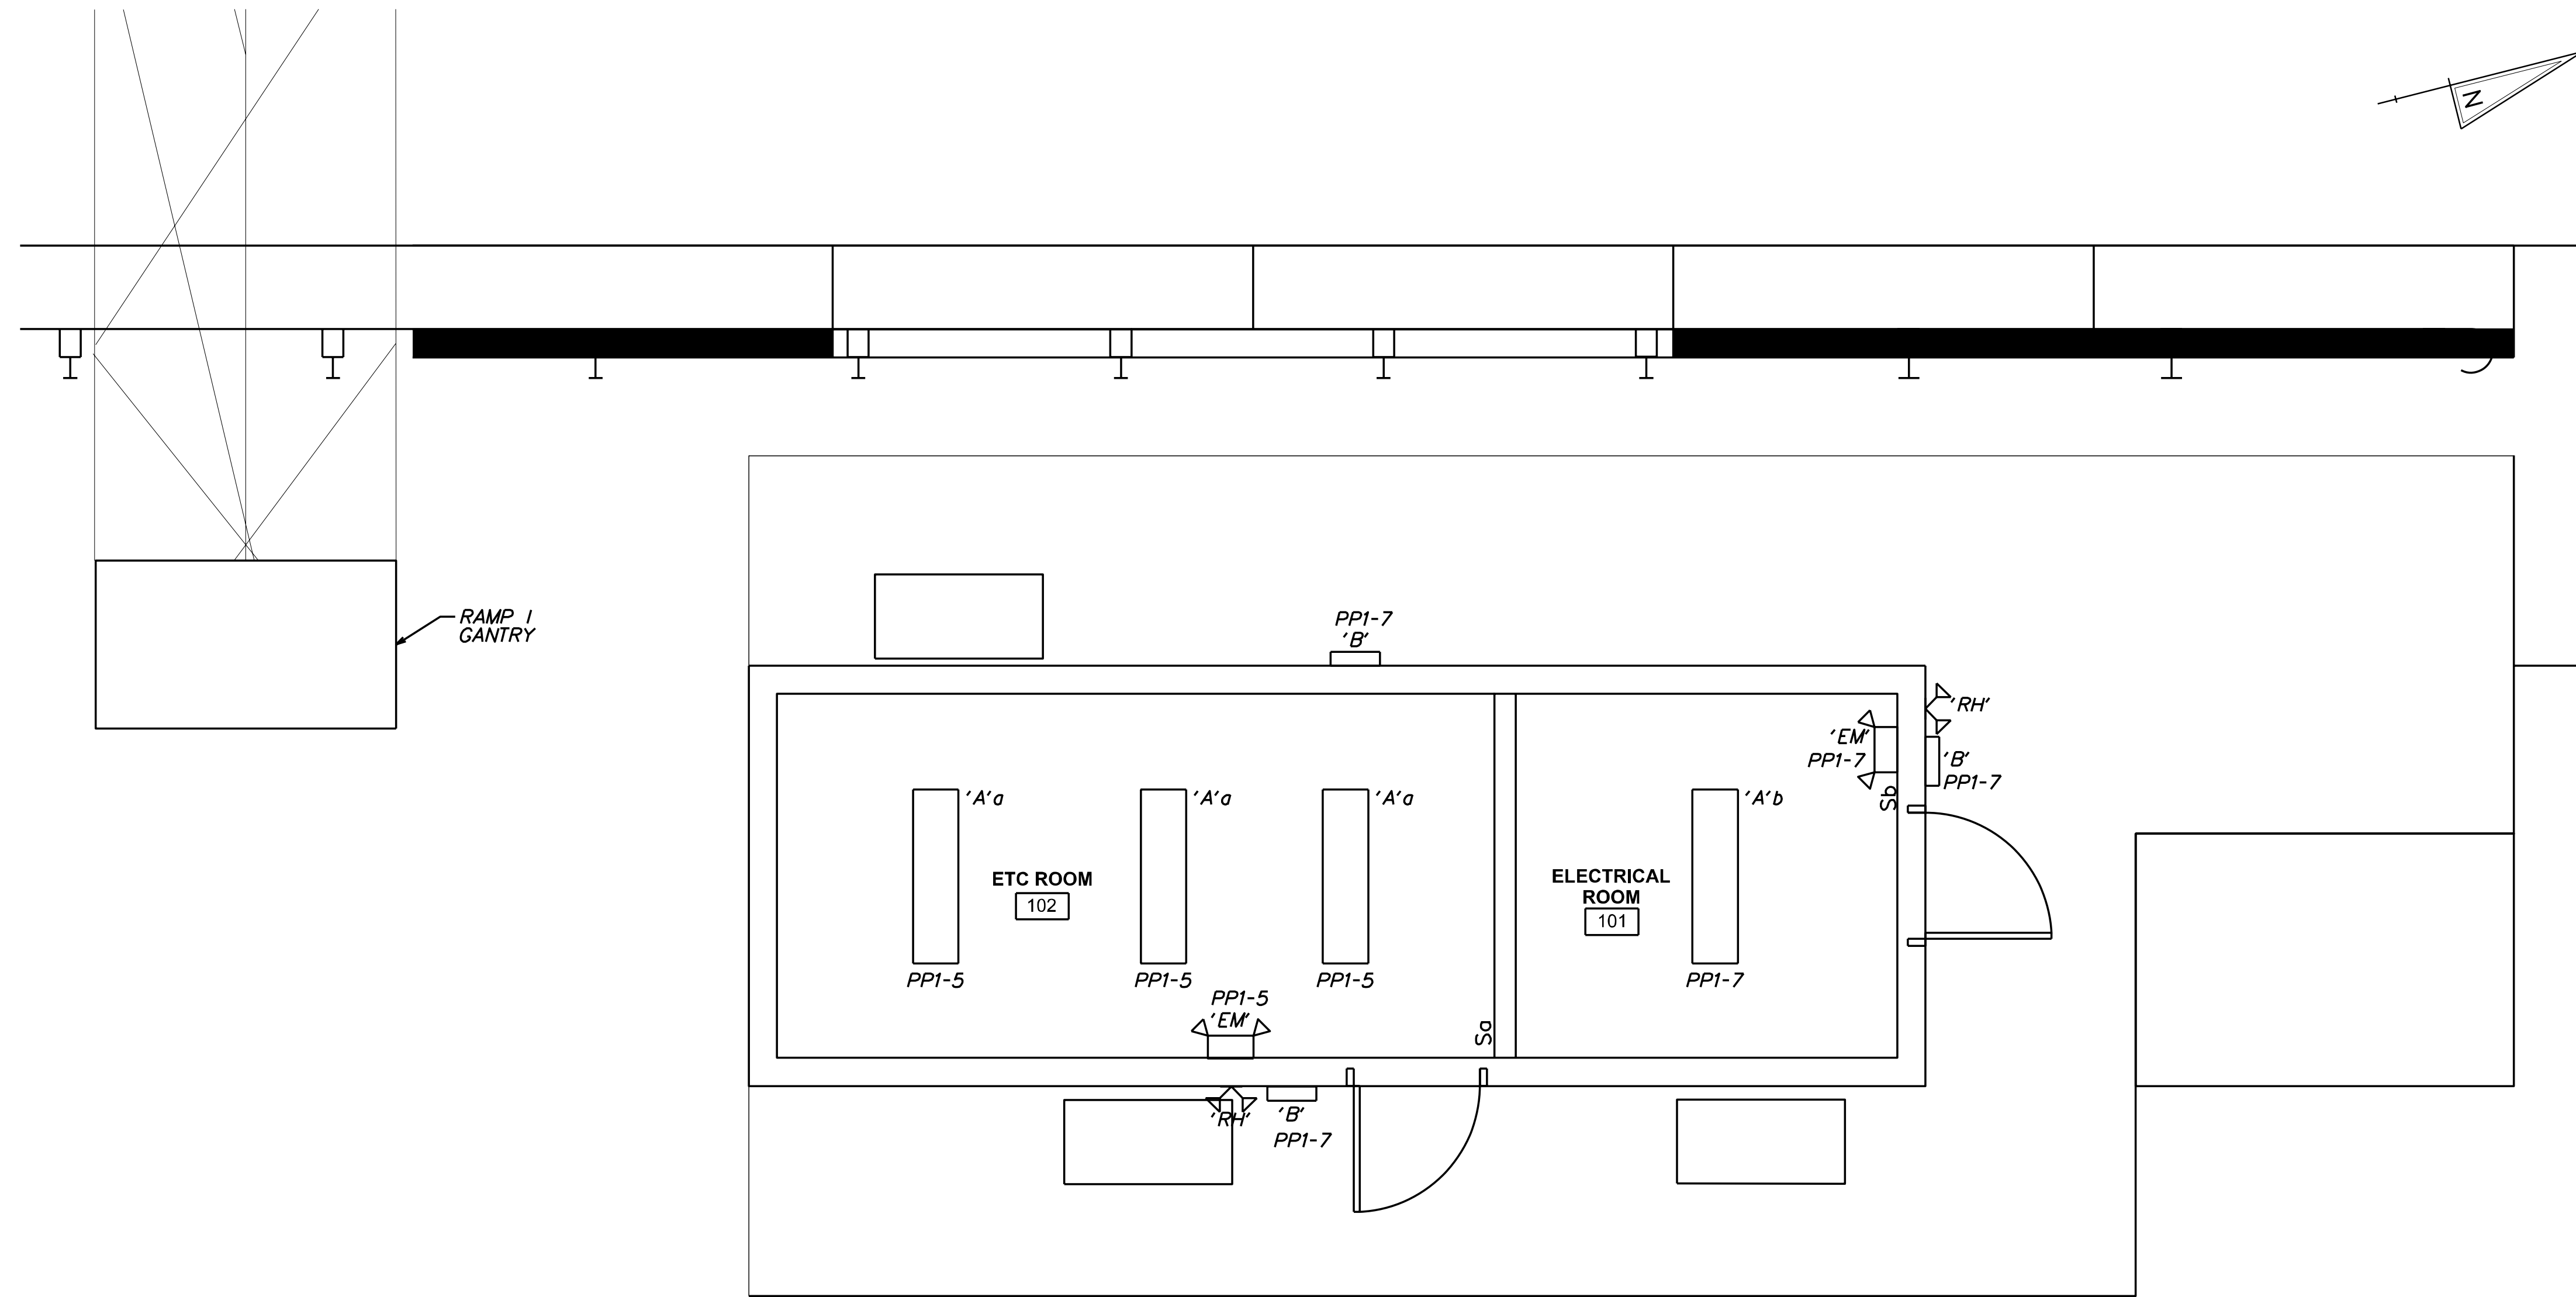 N
RAMP I
GANTRY
PP1-7
'B'
'RH'
'EM'
PP1-7
'B'
PP1-7
Sb
'A'a
'A'a
'A'a
'A'b
ETC ROOM
102
ELECTRICAL
ROOM
101
PP1-5
PP1-5
PP1-5
PP1-7
PP1-5
'EM'
Sa
'RH'
'B'
PP1-7